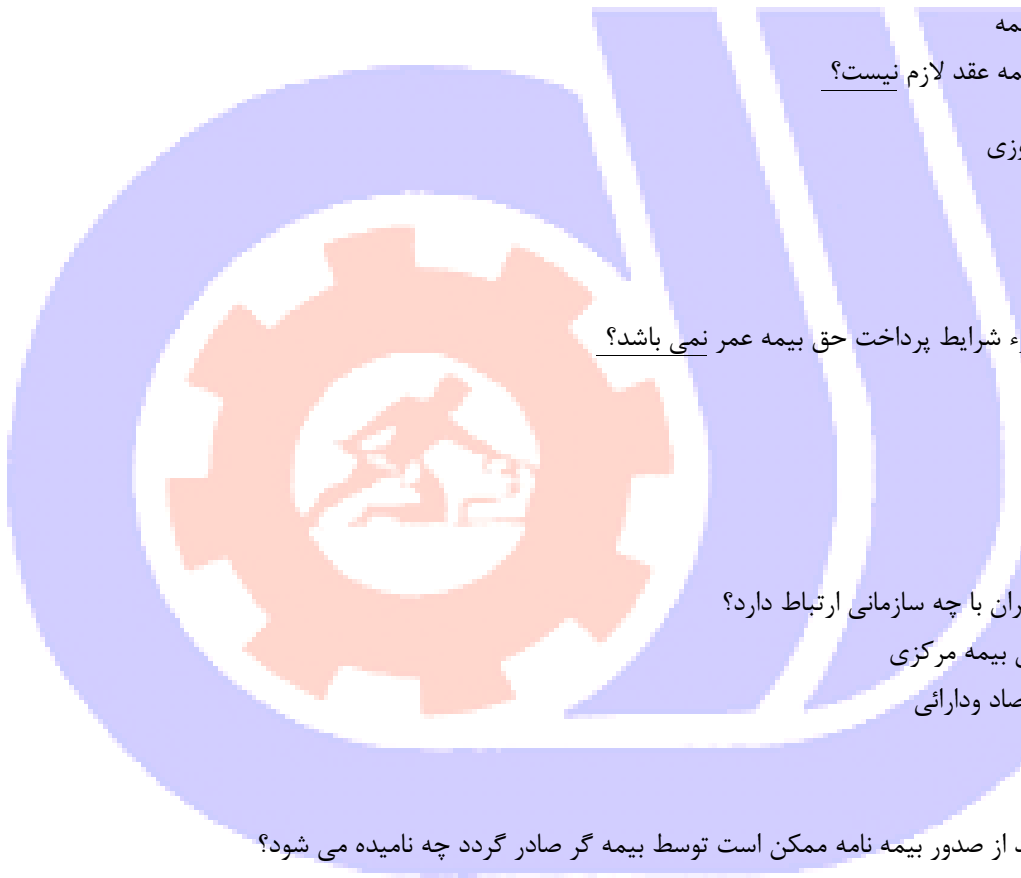 مه
مه عقد لازم نیست؟
وزی
ء شرایط پرداخت حق بیمه عمر نمی باشد؟
ران با چه سازمانی ارتباط دارد؟
بیمه مرکزی
صاد ودارائی
از صدور بیمه نامه ممکن است توسط بیمه گر صادر گردد چه نامیده می شود؟